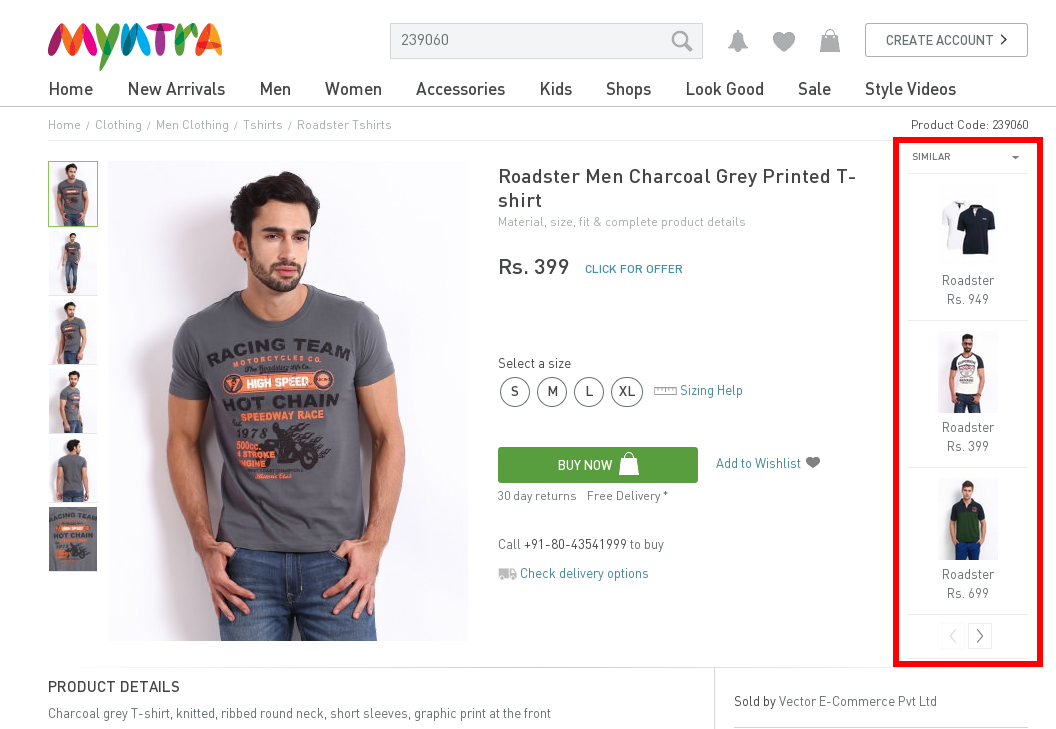 myntra
239060
CREATE ACCOUNT
Home New Arrivals Men Women Accessories Kids Shops Look Good Sale Style Videos
Home / Clothing / Men Clothing / Tshirts / Roadster Tshirts
Product Code: 239060
Roadster Men Charcoal Grey Printed T-
shirt
Material, size, fit & complete product details
Rs. 399 CLICK FOR OFFER
Select a size
S M L XL Sizing Help
BUY NOW Add to Wishlist
30 day returns Free Delivery *
Call +91-80-43541999 to buy
Check delivery options
RACING TEAM
MOTORCYCLES CO.
HIGH SPEED
HOT CHAIN
SPEEDWAY RACE
1978
500cc.
4 STROKE
ENGINE
SIMILAR
Roadster
Rs. 949
Roadster
Rs. 399
Roadster
Rs. 699
PRODUCT DETAILS
Charcoal grey T-shirt, knitted, ribbed round neck, short sleeves, graphic print at the front
Sold by Vector E-Commerce Pvt Ltd